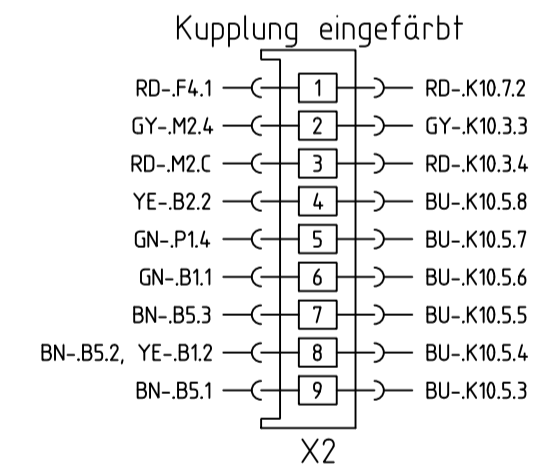 Kupplung eingefärbt
RD-.F4.1 1 RD-.K10.7.2
GY-.M2.4 2 GY-.K10.3.3
RD-.M2.C 3 RD-.K10.3.4
YE-.B2.2 4 BU-.K10.5.8
GN-.P1.4 5 BU-.K10.5.7
GN-.B1.1 6 BU-.K10.5.6
BN-.B5.3 7 BU-.K10.5.5
BN-.B5.2, YE-.B1.2 8 BU-.K10.5.4
BN-.B5.1 9 BU-.K10.5.3
X2